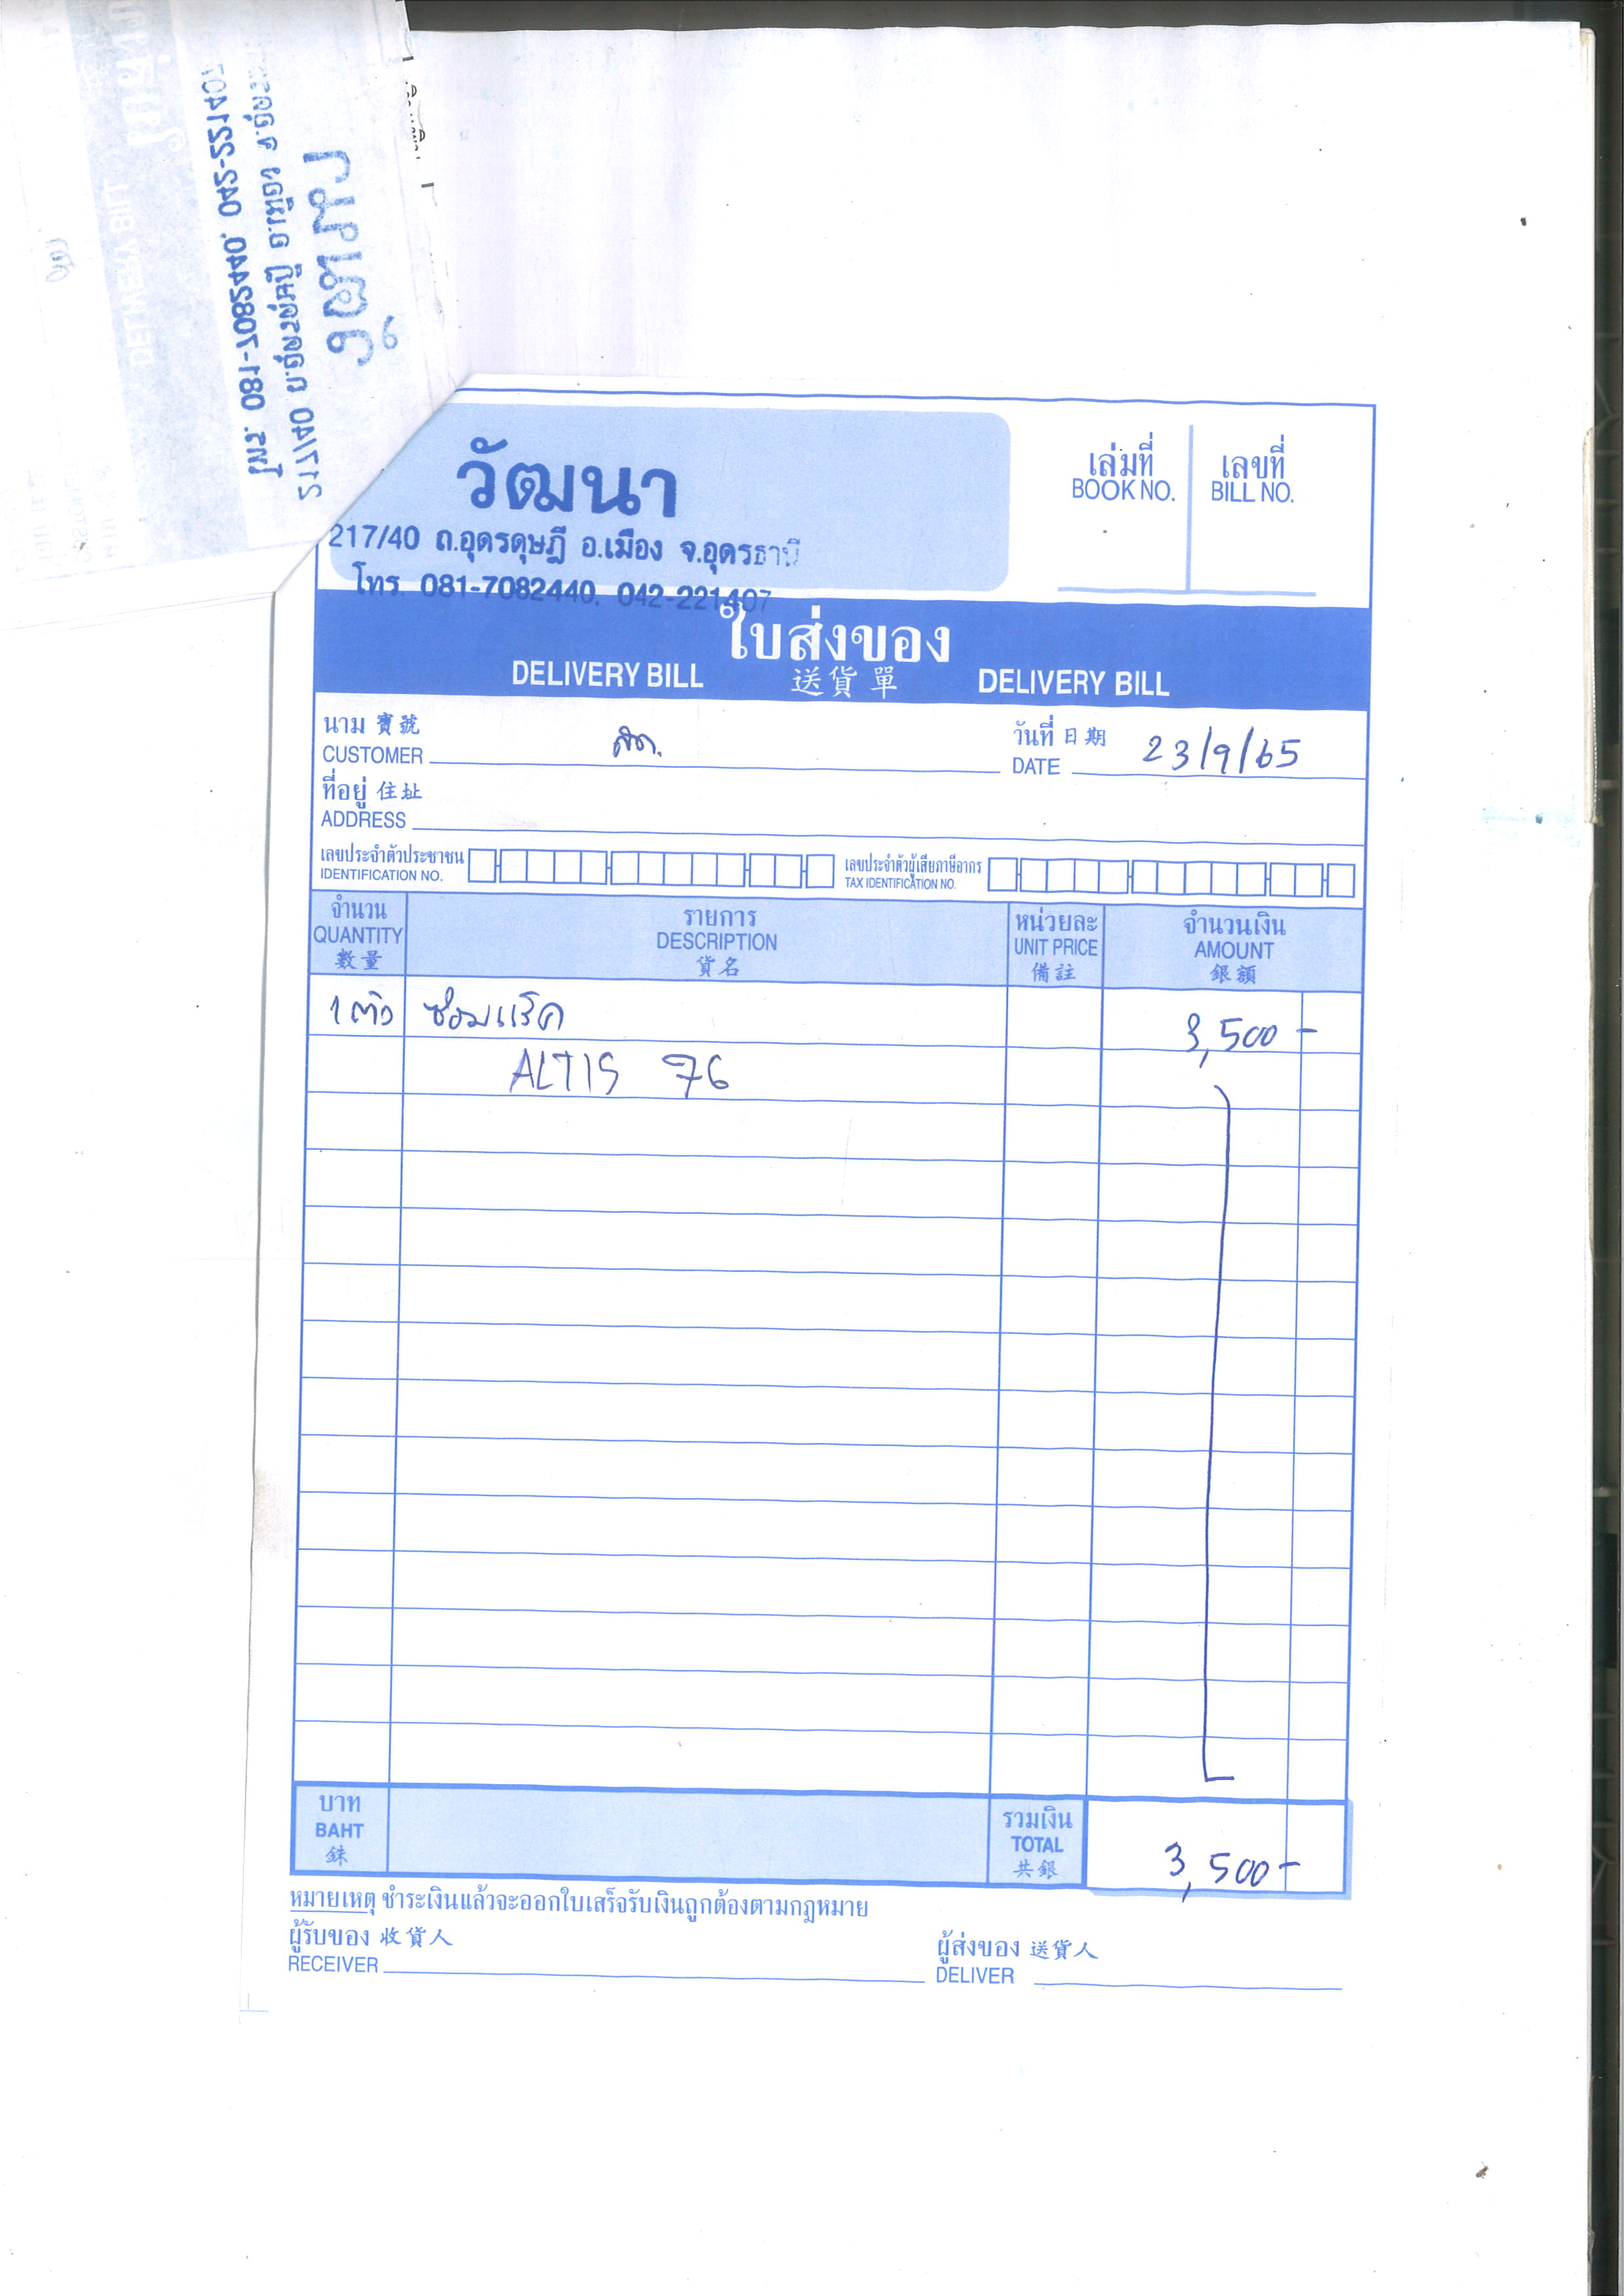 วัฒนา
217/40 ถ.อุดรดุษฎี อ.เมือง จ.อุดรธานี
โทร. 081-7082440, 042-221407
เล่มที่ เลขที่
BOOK NO. BILL NO.
ใบส่งของ
DELIVERY BILL 送貨單 DELIVERY BILL
นาม 寶號 วันที่ 日期 23/9/65
CUSTOMER DATE
ที่อยู่ 住址
ADDRESS
เลขประจำตัวประชาชน เลขประจำตัวผู้เสียภาษีอากร
IDENTIFICATION NO. TAX IDENTIFICATION NO.
จำนวน รายการ หน่วยละ จำนวนเงิน
QUANTITY DESCRIPTION UNIT PRICE AMOUNT
數量 貨名 備註 銀額
1 ตัว ซ่อมแร็ค 3,500 -
ALTIS 76
บาท รวมเงิน
BAHT TOTAL 3,500 -
銖 共銀
หมายเหตุ ชำระเงินแล้วจะออกใบเสร็จรับเงินถูกต้องตามกฎหมาย
ผู้รับของ 收貨人 ผู้ส่งของ 送貨人
RECEIVER DELIVER